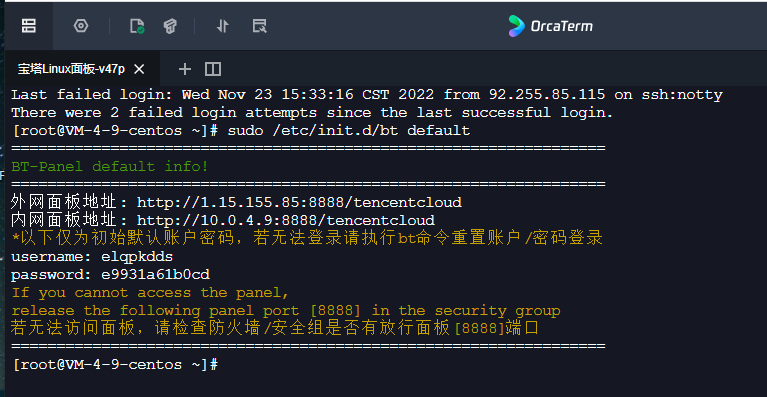 OrcaTerm
宝塔Linux面板-v47p
Last failed login: Wed Nov 23 15:33:16 CST 2022 from 92.255.85.115 on ssh:notty
There were 2 failed login attempts since the last successful login.
[root@VM-4-9-centos ~]# sudo /etc/init.d/bt default
==================================================================
BT-Panel default info!
==================================================================
外网面板地址: http://1.15.155.85:8888/tencentcloud
内网面板地址: http://10.0.4.9:8888/tencentcloud
*以下仅为初始默认账户密码，若无法登录请执行bt命令重置账户/密码登录
username: elqpkdds
password: e9931a61b0cd
If you cannot access the panel,
release the following panel port [8888] in the security group
若无法访问面板，请检查防火墙/安全组是否有放行面板[8888]端口
==================================================================
[root@VM-4-9-centos ~]#